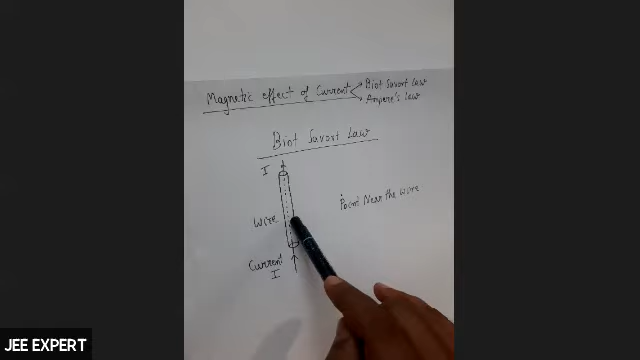 Magnetic effect of Current
Biot Savart Law
Ampere's Law
Biot Savart Law
I
Point Near the wire
Wire
Current
I
JEE EXPERT